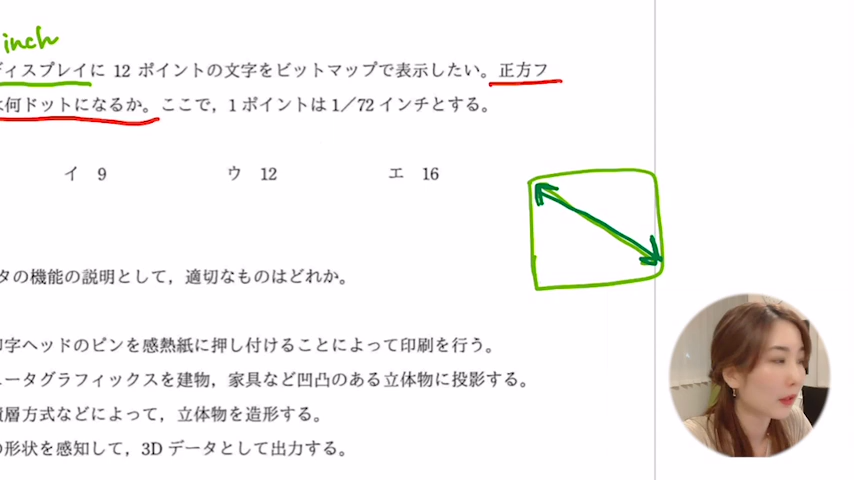 inch
ディスプレイに 12 ポイントの文字をビットマップで表示したい。正方フ
は何ドットになるか。ここで，1 ポイントは 1／72 インチとする。
イ 9 ウ 12 エ 16
タの機能の説明として，適切なものはどれか。
印字ヘッドのピンを感熱紙に押し付けることによって印刷を行う。
ータグラフィックスを建物，家具など凹凸のある立体物に投影する。
積層方式などによって，立体物を造形する。
の形状を感知して，3D データとして出力する。